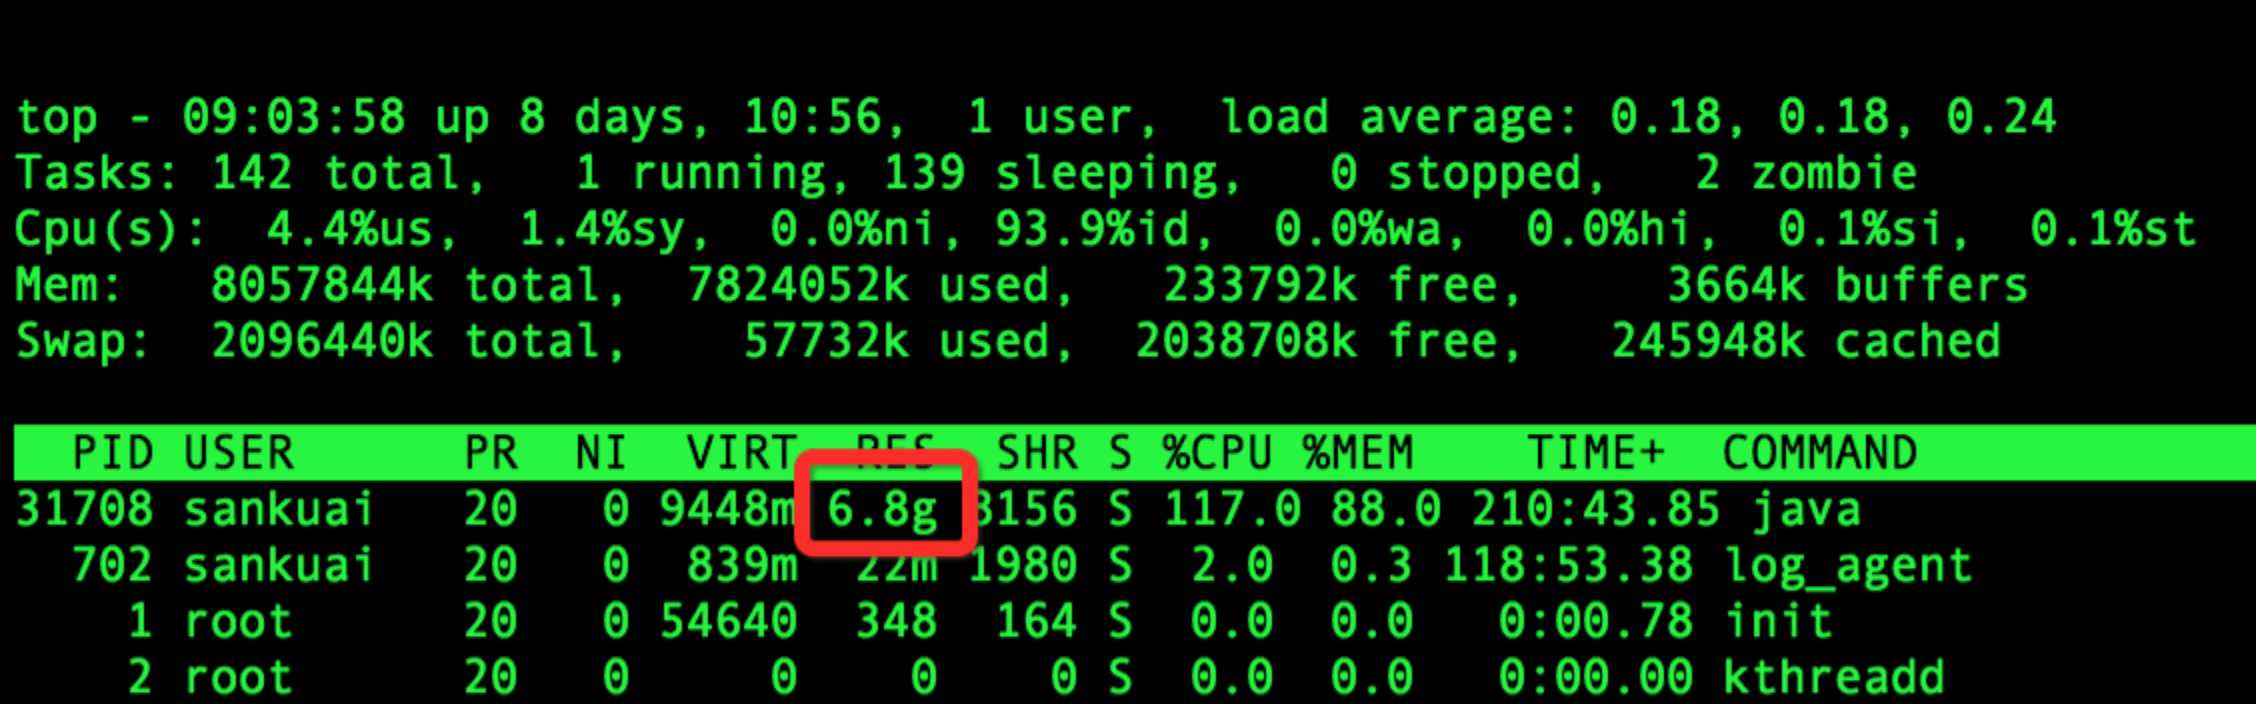 top - 09:03:58 up 8 days, 10:56,  1 user,  load average: 0.18, 0.18, 0.24
Tasks: 142 total,   1 running, 139 sleeping,   0 stopped,   2 zombie
Cpu(s):  4.4%us,  1.4%sy,  0.0%ni, 93.9%id,  0.0%wa,  0.0%hi,  0.1%si,  0.1%st
Mem:   8057844k total,  7824052k used,   233792k free,     3664k buffers
Swap:  2096440k total,    57732k used,  2038708k free,   245948k cached
  PID USER      PR  NI  VIRT  RES  SHR S %CPU %MEM    TIME+  COMMAND
31708 sankuai   20   0 9448m 6.8g 3156 S 117.0 88.0 210:43.85 java
  702 sankuai   20   0  839m  22m 1980 S  2.0  0.3 118:53.38 log_agent
    1 root      20   0 54640  348  164 S  0.0  0.0   0:00.78 init
    2 root      20   0     0    0    0 S  0.0  0.0   0:00.00 kthreadd